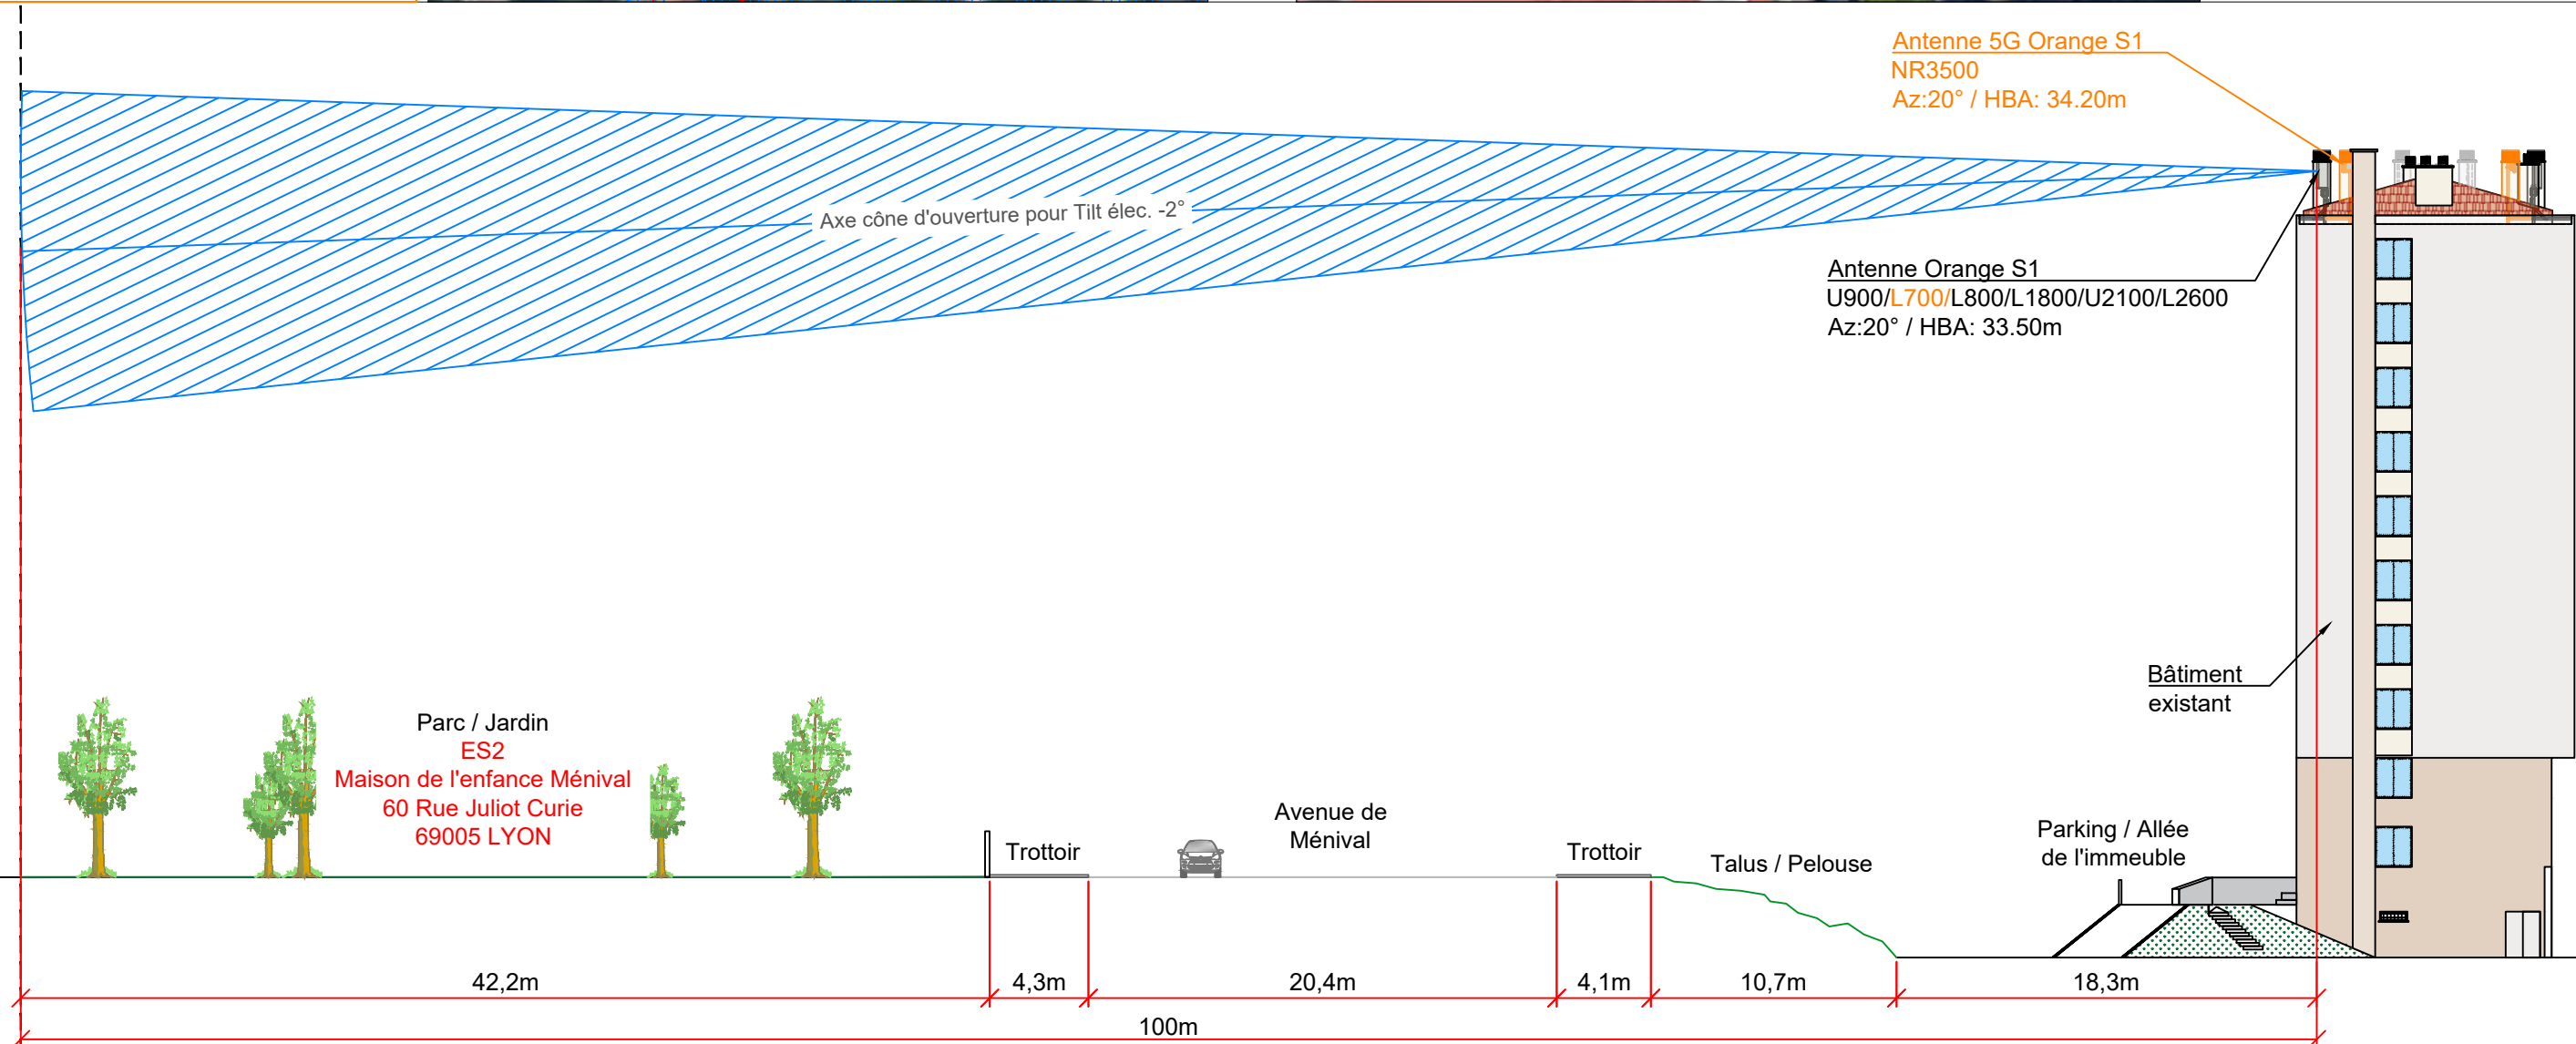 Antenne 5G Orange S1
NR3500
Az:20° / HBA: 34.20m
Axe cône d'ouverture pour Tilt élec. -2°
Antenne Orange S1
U900/L700/L800/L1800/U2100/L2600
Az:20° / HBA: 33.50m
Bâtiment
existant
Parc / Jardin
ES2
Maison de l'enfance Ménival
60 Rue Juliot Curie
69005 LYON
Trottoir
Avenue de
Ménival
Trottoir
Talus / Pelouse
Parking / Allée
de l'immeuble
42,2m
4,3m
20,4m
4,1m
10,7m
18,3m
100m